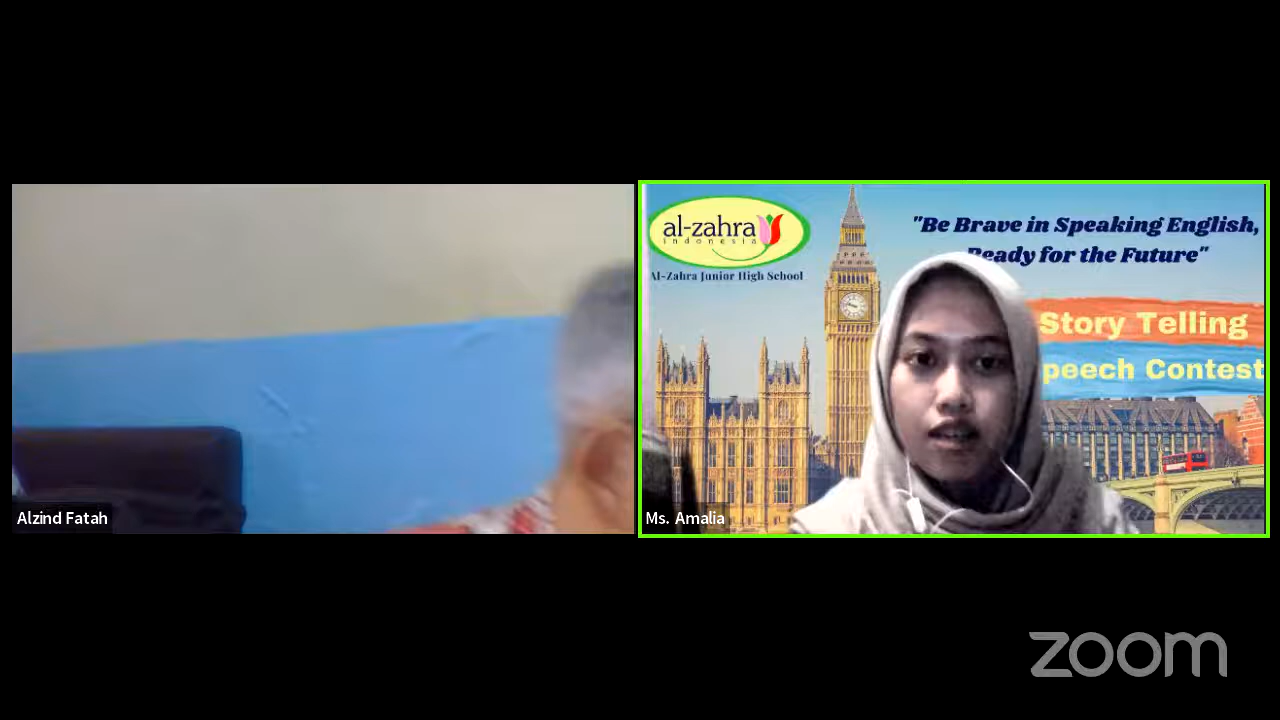 al-zahra
indonesia
Al-Zahra Junior High School
"Be Brave in Speaking English,
Ready for the Future"
Story Telling
peech Contest
Alzind Fatah
Ms. Amalia
zoom